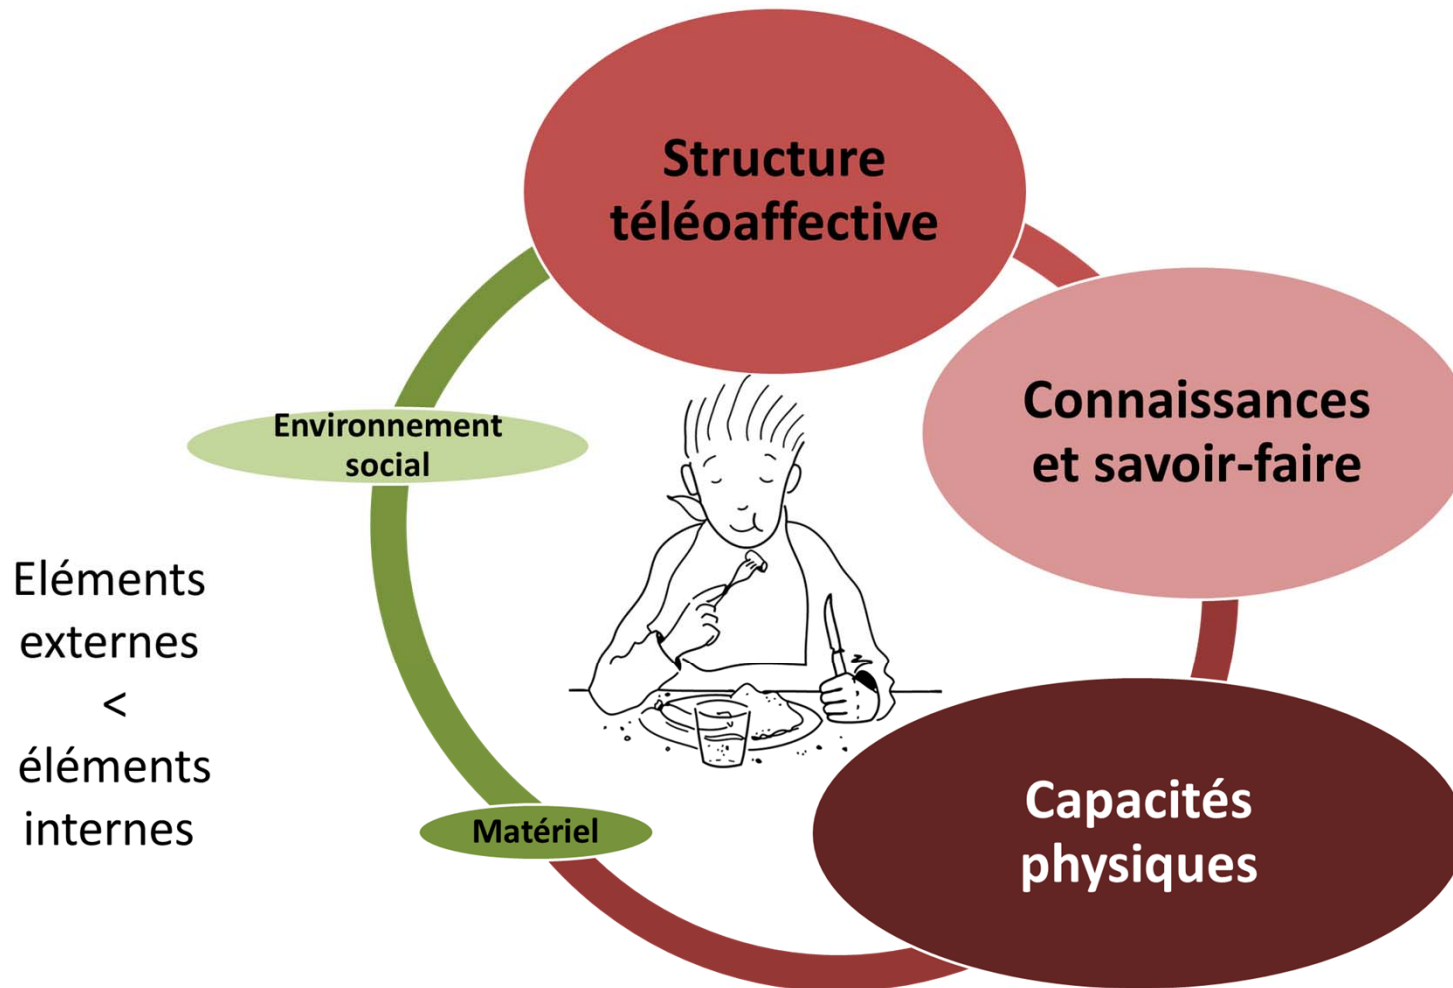 Structure
téléoaffective
Connaissances
et savoir-faire
Environnement
social
Eléments
externes
<
éléments
internes
Matériel
Capacités
physiques